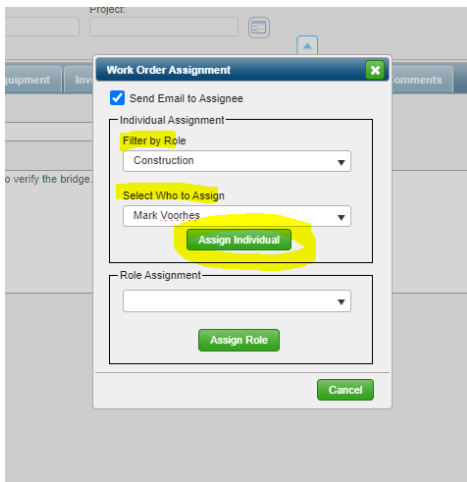 Project:
quipment
Inv
omments
Work Order Assignment
Send Email to Assignee
Individual Assignment
Filter by Role
Construction
o verify the bridge.
Select Who to Assign
Mark Voorhes
Assign Individual
Role Assignment
Assign Role
Cancel